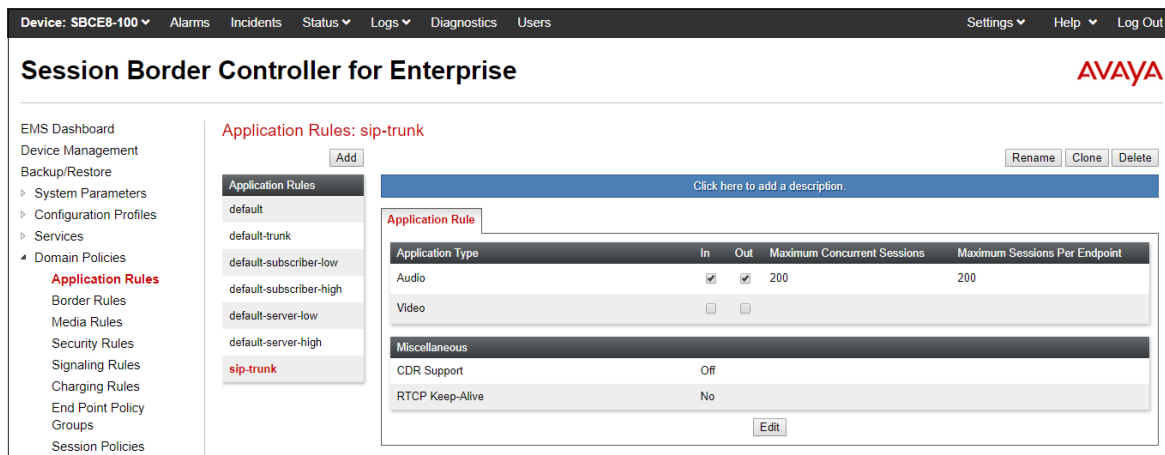 Device: SBCE8-100 Alarms Incidents Status Logs Diagnostics Users Settings Help Log Out
Session Border Controller for Enterprise
AVAYA
EMS Dashboard
Device Management
Backup/Restore
System Parameters
Configuration Profiles
Services
Domain Policies
Application Rules
Border Rules
Media Rules
Security Rules
Signaling Rules
Charging Rules
End Point Policy
Groups
Session Policies
Application Rules: sip-trunk
Add
Rename Clone Delete
Application Rules
default
default-trunk
default-subscriber-low
default-subscriber-high
default-server-low
default-server-high
sip-trunk
Click here to add a description.
Application Rule
Application Type In Out Maximum Concurrent Sessions Maximum Sessions Per Endpoint
Audio 200 200
Video
Miscellaneous
CDR Support Off
RTCP Keep-Alive No
Edit